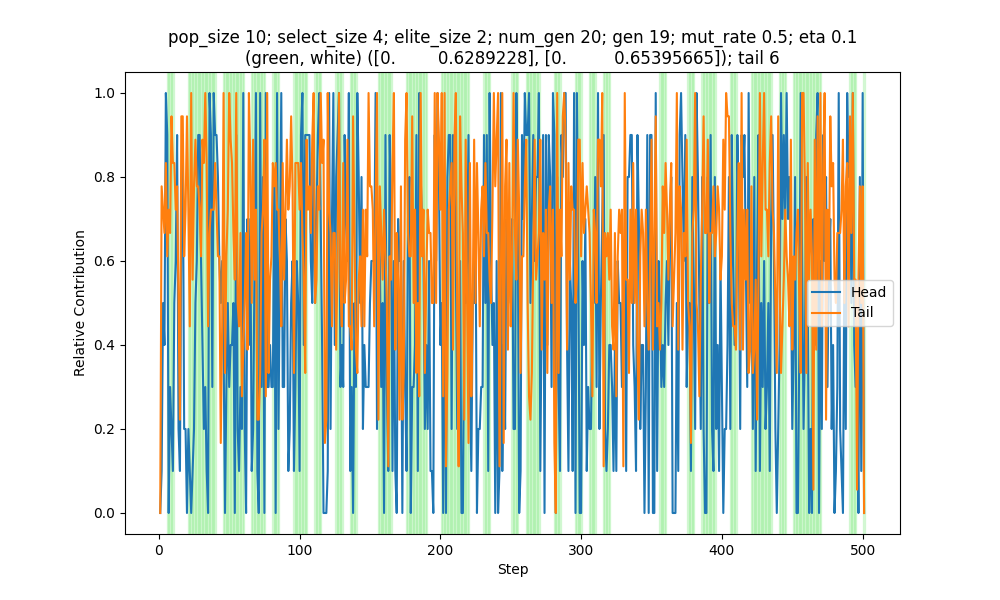 pop_size 10; select_size 4; elite_size 2; num_gen 20; gen 19; mut_rate 0.5; eta 0.1
(green, white) ([0. 0.6289228], [0. 0.65395665]); tail 6
1.0
0.8
0.6
0.4
0.2
0.0
Relative Contribution
Head
Tail
0
100
200
300
400
500
Step